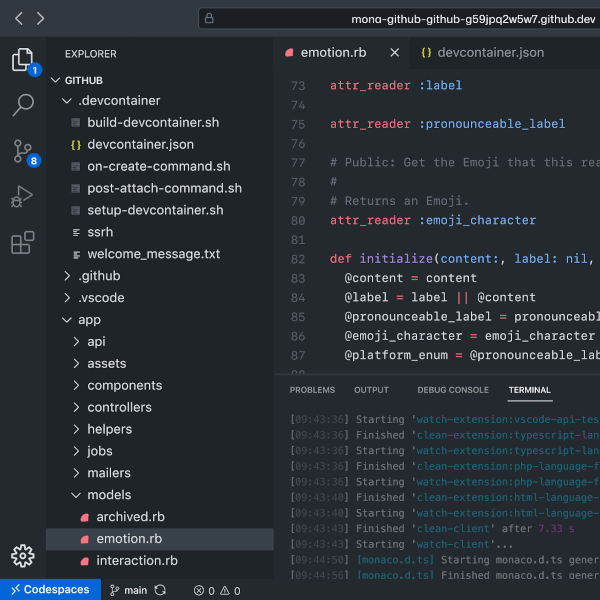 mona-github-github-g59jpq2w5w7.github.dev
EXPLORER
GITHUB
.devcontainer
build-devcontainer.sh
{} devcontainer.json
on-create-command.sh
post-attach-command.sh
setup-devcontainer.sh
ssrh
welcome_message.txt
.github
.vscode
app
api
assets
components
controllers
helpers
jobs
mailers
models
archived.rb
emotion.rb
interaction.rb
1
8
emotion.rb
{} devcontainer.json
73 attr_reader :label
74
75 attr_reader :pronounceable_label
76
77 # Public: Get the Emoji that this rea
78 #
79 # Returns an Emoji.
80 attr_reader :emoji_character
81
82 def initialize(content:, label: nil,
83 @content = content
84 @label = label || @content
85 @pronounceable_label = pronounceabl
86 @emoji_character = emoji_character
87 @platform_enum = @pronounceable_lab
PROBLEMS OUTPUT DEBUG CONSOLE TERMINAL
[09:43:36] Starting 'watch-extension:vscode-api-tes
[09:43:36] Finished 'clean-extension:typescript-lan
[09:43:36] Starting 'watch-extension:typescript-lan
[09:43:36] Finished 'clean-extension:php-language-f
[09:43:36] Starting 'watch-extension:php-language-f
[09:43:40] Finished 'clean-extension:html-language-
[09:43:40] Starting 'watch-extension:html-language-
[09:43:43] Finished 'clean-client' after 7.33 s
[09:43:43] Starting 'watch-client'...
[09:44:50] [monaco.d.ts] Starting monaco.d.ts gener
[09:44:56] [monaco.d.ts] Finished monaco.d.ts gener
Codespaces main 0 0